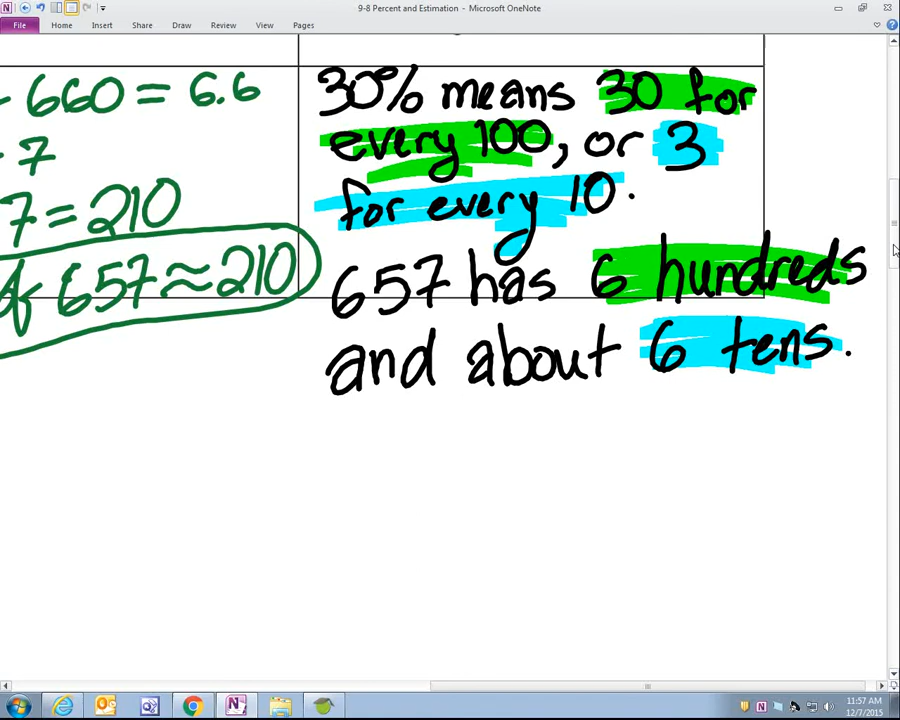 9-8 Percent and Estimation - Microsoft OneNote
File Home Insert Share Draw Review View Pages
660 = 6.6
7
7 = 210
of 657 ≈ 210
30% means 30 for
every 100, or 3
for every 10.
657 has 6 hundreds
and about 6 tens.
11:57 AM
12/7/2015